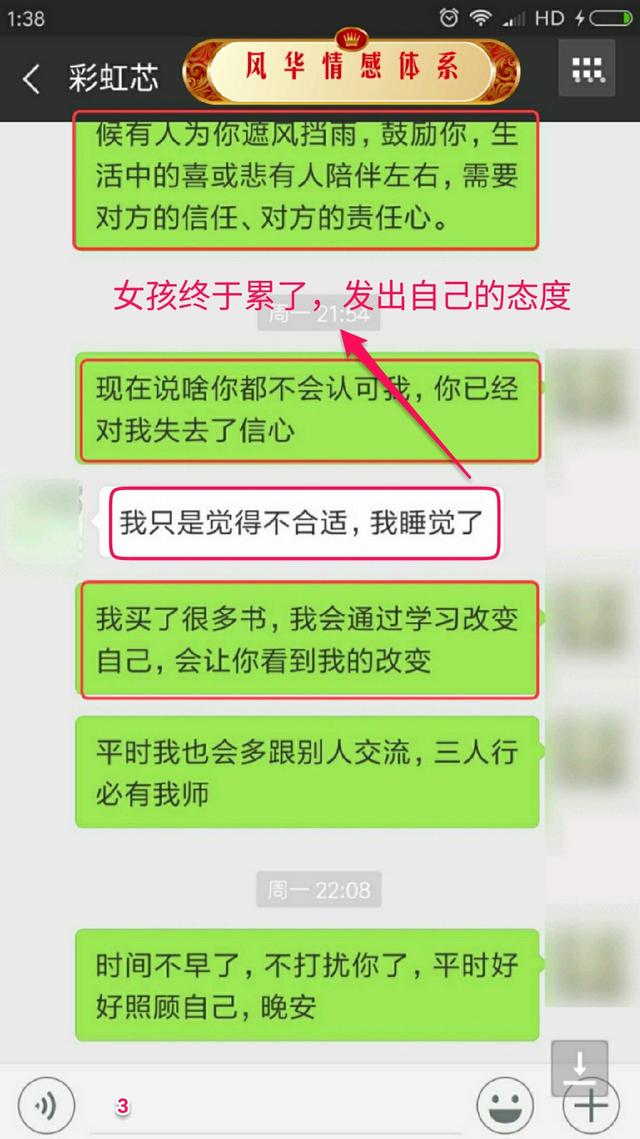 1:38
HD
彩虹芯
风华情感体系
候有人为你遮风挡雨，鼓励你，生
活中的喜或悲有人陪伴左右，需要
对方的信任、对方的责任心。
女孩终于累了，发出自己的态度
周一 21:54
现在说啥你都不会认可我，你已经
对我失去了信心
我只是觉得不合适，我睡觉了
我买了很多书，我会通过学习改变
自己，会让你看到我的改变
平时我也会多跟别人交流，三人行
必有我师
周一 22:08
时间不早了，不打扰你了，平时好
好照顾自己，晚安
3